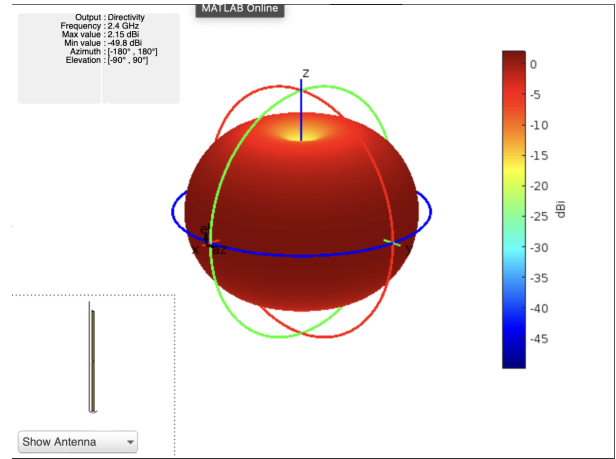 MATLAB Online
Output : Directivity
Frequency : 2.4 GHz
Max value : 2.15 dBi
Min value : -49.8 dBi
Azimuth : [-180° , 180°]
Elevation : [-90° , 90°]
z
x
az
0
-5
-10
-15
-20
-25
-30
-35
-40
-45
dBi
Show Antenna